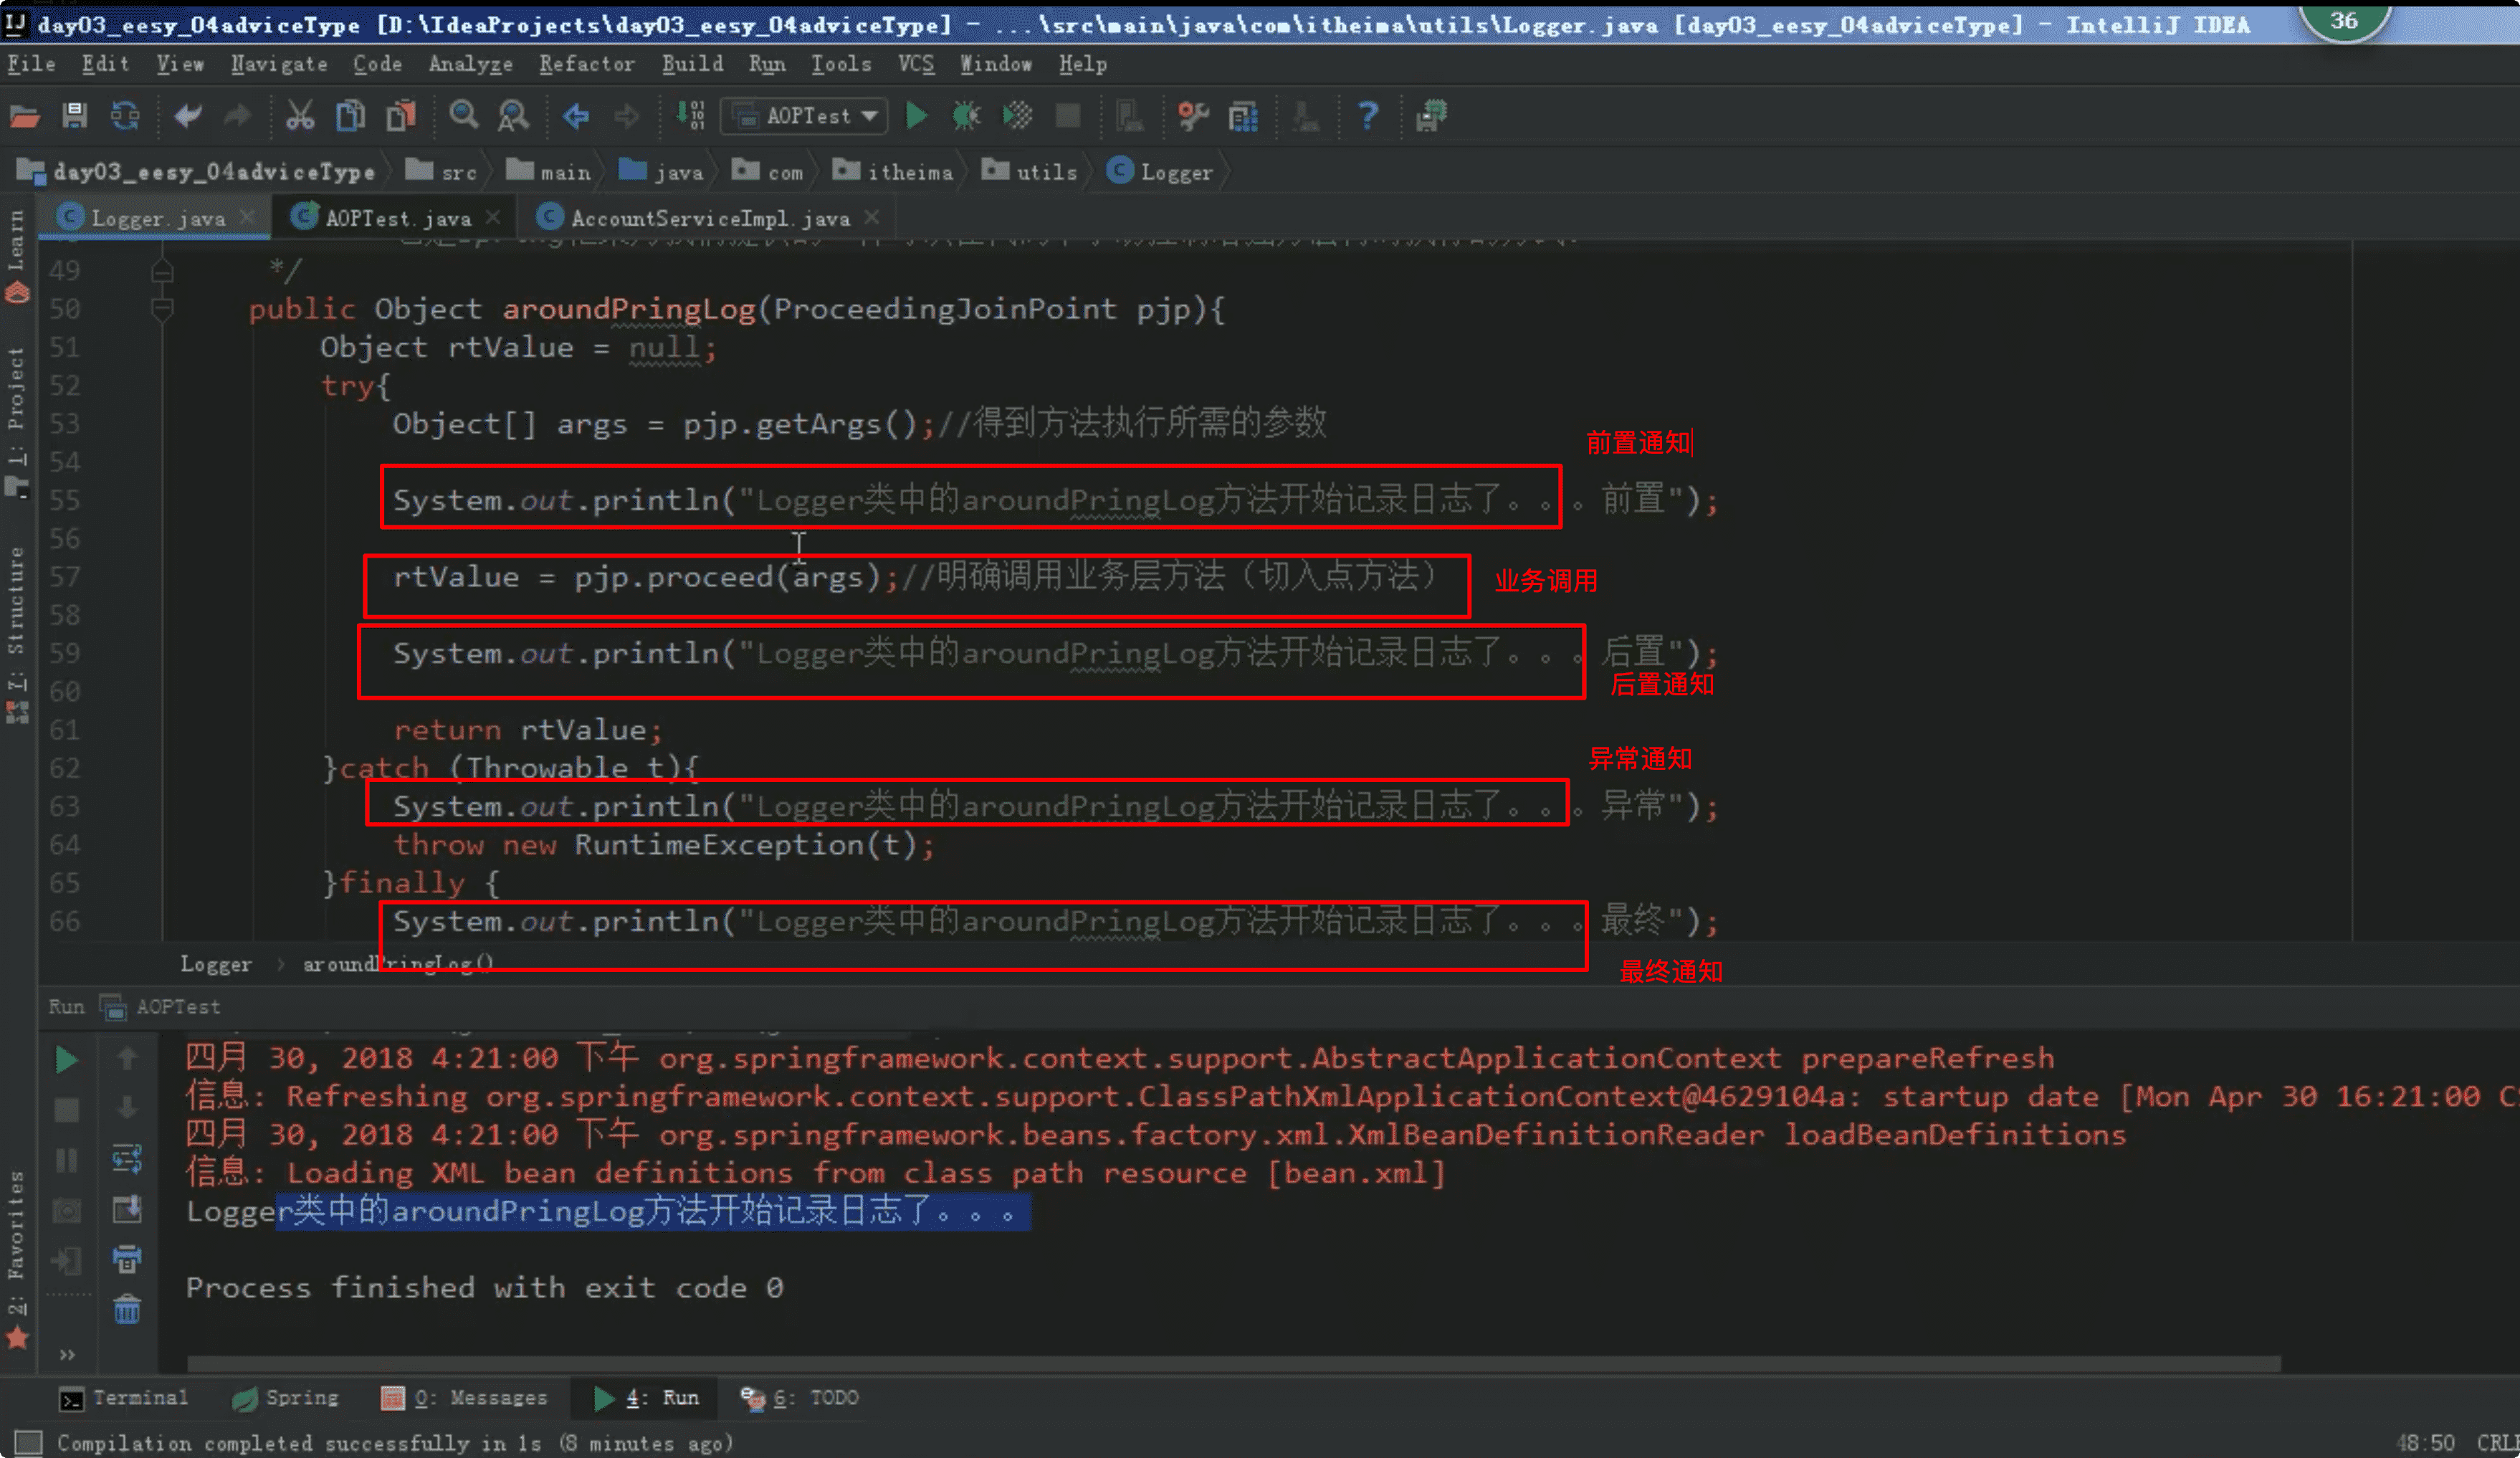 day03_eesy_04adviceType [D:\IdeaProjects\day03_eesy_04adviceType] - ...\src\main\java\com\itheima\utils\Logger.java [day03_eesy_04adviceType] - IntelliJ IDEA
36
File Edit View Navigate Code Analyze Refactor Build Run Tools VCS Window Help
AOPTest
day03_eesy_04adviceType src main java com itheima utils Logger
Logger.java AOPTest.java AccountServiceImpl.java
Learn
1: Project
7: Structure
2: Favorites
49 */
50 public Object aroundPringLog(ProceedingJoinPoint pjp){
51 Object rtValue = null;
52 try{
53 Object[] args = pjp.getArgs();//得到方法执行所需的参数
前置通知
54
55 System.out.println("Logger类中的aroundPringLog方法开始记录日志了。。。前置");
56
57 rtValue = pjp.proceed(args);//明确调用业务层方法（切入点方法）
业务调用
58
59 System.out.println("Logger类中的aroundPringLog方法开始记录日志了。。。后置");
后置通知
60
61 return rtValue;
异常通知
62 }catch (Throwable t){
63 System.out.println("Logger类中的aroundPringLog方法开始记录日志了。。。异常");
64 throw new RuntimeException(t);
65 }finally {
66 System.out.println("Logger类中的aroundPringLog方法开始记录日志了。。。最终");
最终通知
Logger > aroundPringLog()
Run AOPTest
四月 30, 2018 4:21:00 下午 org.springframework.context.support.AbstractApplicationContext prepareRefresh
信息: Refreshing org.springframework.context.support.ClassPathXmlApplicationContext@4629104a: startup date [Mon Apr 30 16:21:00 C
四月 30, 2018 4:21:00 下午 org.springframework.beans.factory.xml.XmlBeanDefinitionReader loadBeanDefinitions
信息: Loading XML bean definitions from class path resource [bean.xml]
Logger类中的aroundPringLog方法开始记录日志了。。。
Process finished with exit code 0
Terminal Spring 0: Messages 4: Run 6: TODO
Compilation completed successfully in 1s (8 minutes ago)
48:50 CRLF